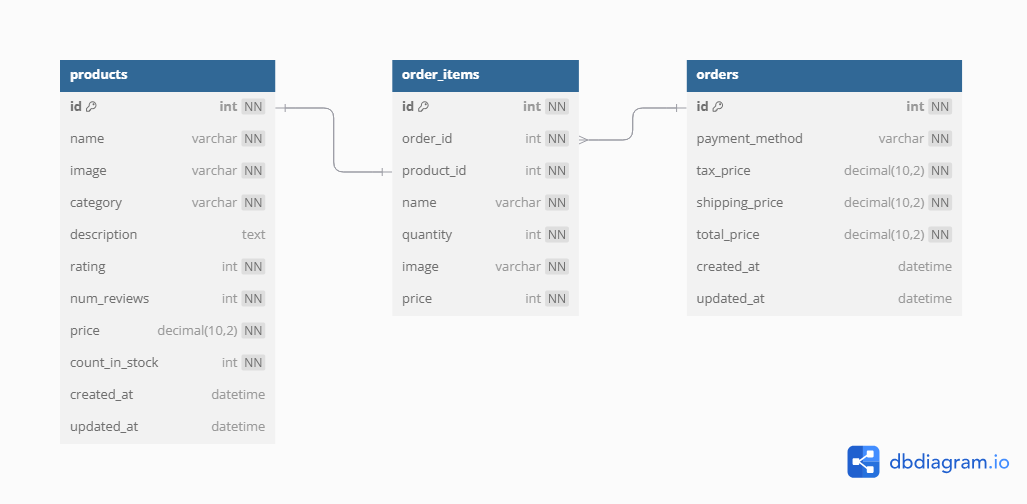 products
id int NN
name varchar NN
image varchar NN
category varchar NN
description text
rating int NN
num_reviews int NN
price decimal(10,2) NN
count_in_stock int NN
created_at datetime
updated_at datetime
order_items
id int NN
order_id int NN
product_id int NN
name varchar NN
quantity int NN
image varchar NN
price int NN
orders
id int NN
payment_method varchar NN
tax_price decimal(10,2) NN
shipping_price decimal(10,2) NN
total_price decimal(10,2) NN
created_at datetime
updated_at datetime
dbdiagram.io